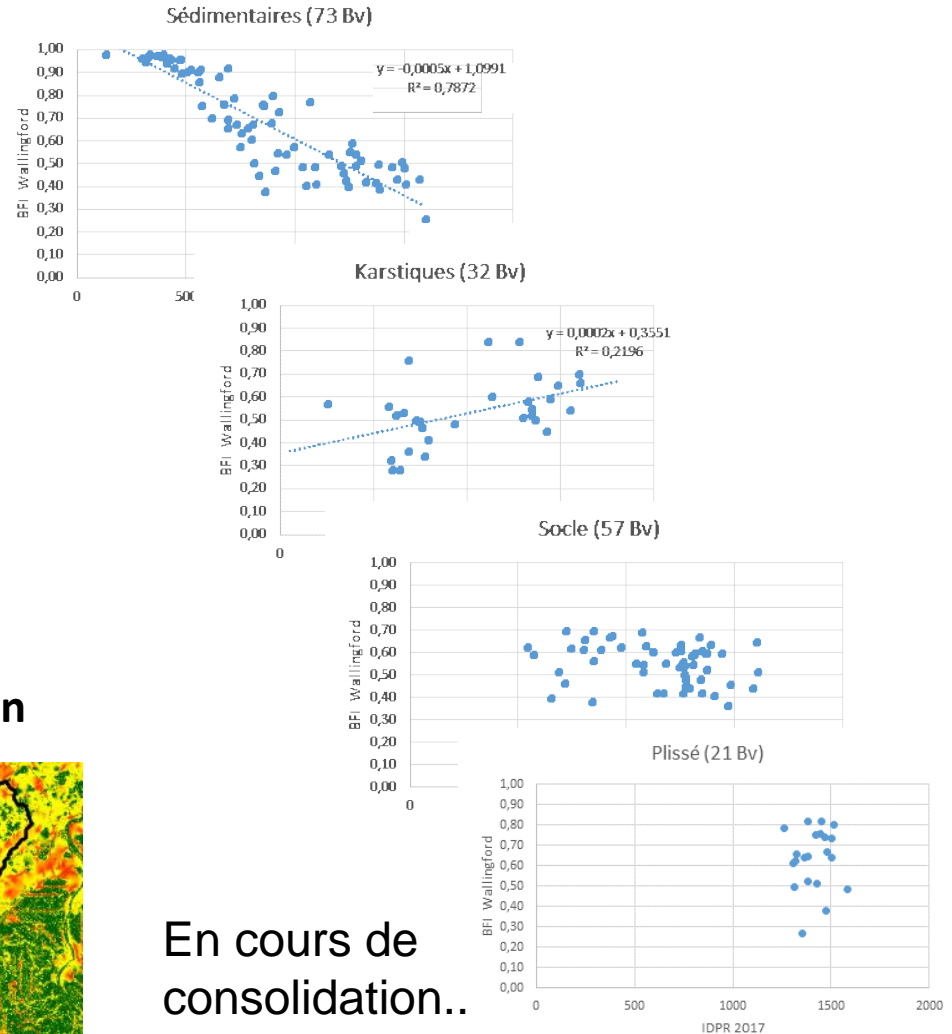 Sédimentaires (73 Bv)
1,00
0,90
0,80
0,70
0,60
0,50
0,40
0,30
0,20
0,10
0,00
BFI Wallingford
y = -0,0005x + 1,0991
R² = 0,7872
0
Karstiques (32 Bv)
1,00
0,90
0,80
0,70
0,60
0,50
0,40
0,30
0,20
0,10
0,00
BFI Wallingford
y = 0,0002x + 0,3551
R² = 0,2196
0
Socle (57 Bv)
1,00
0,90
0,80
0,70
0,60
0,50
0,40
0,30
0,20
0,10
0,00
BFI Wallingford
0
n
Plissé (21 Bv)
1,00
0,90
0,80
0,70
0,60
0,50
0,40
0,30
0,20
0,10
0,00
BFI Wallingford
0 500 1000 1500 2000
IDPR 2017
En cours de
consolidation..